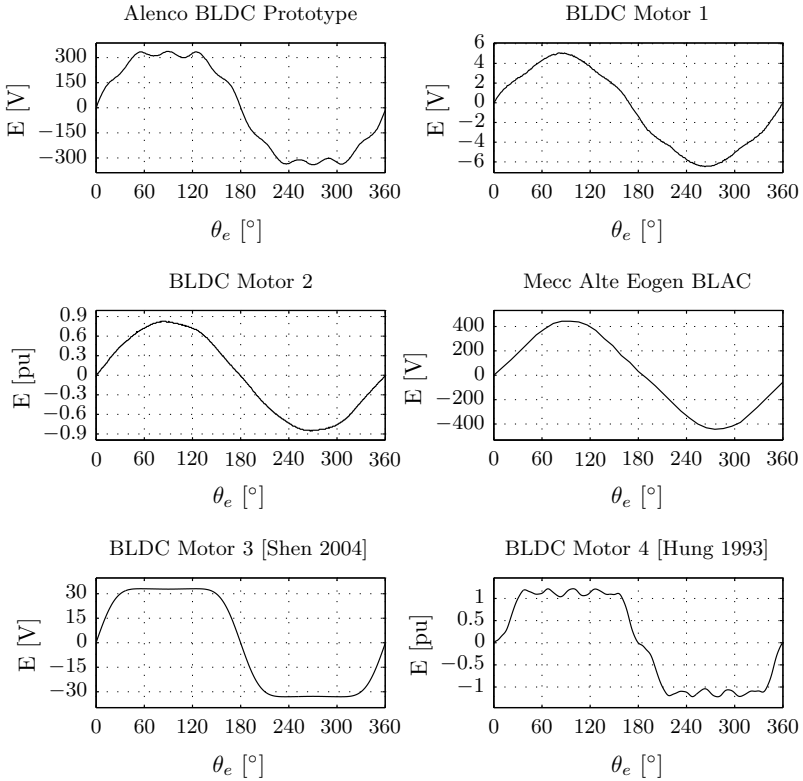 Alenco BLDC Prototype
E [V]
300
150
0
−150
−300
0 60 120 180 240 300 360
θe [°]
BLDC Motor 1
E [V]
6
4
2
0
−2
−4
−6
0 60 120 180 240 300 360
θe [°]
BLDC Motor 2
E [pu]
0.9
0.6
0.3
0
−0.3
−0.6
−0.9
0 60 120 180 240 300 360
θe [°]
Mecc Alte Eogen BLAC
E [V]
400
200
0
−200
−400
0 60 120 180 240 300 360
θe [°]
BLDC Motor 3 [Shen 2004]
E [V]
30
15
0
−15
−30
0 60 120 180 240 300 360
θe [°]
BLDC Motor 4 [Hung 1993]
E [pu]
1
0.5
0
−0.5
−1
0 60 120 180 240 300 360
θe [°]